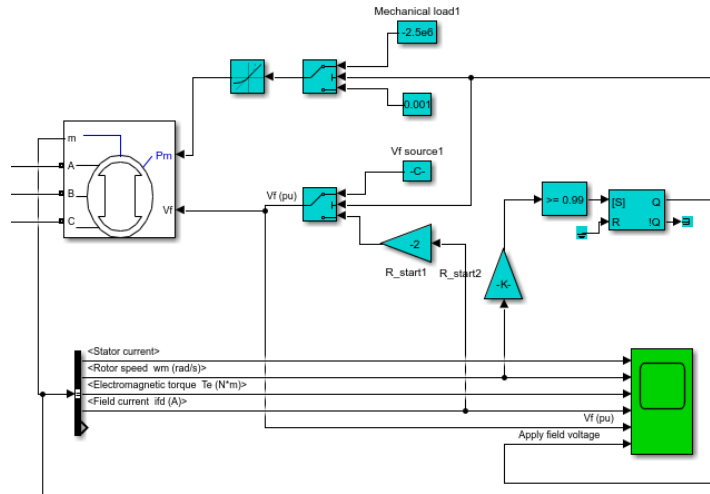 Mechanical load1
-2.5e6
0.001
m
Pm
A
B
C
Vf
Vf source1
-C-
Vf (pu)
-2
R_start1
R_start2
-K-
>= 0.99
[S]
Q
R
!Q
<Stator current>
<Rotor speed wm (rad/s)>
<Electromagnetic torque Te (N*m)>
<Field current ifd (A)>
Vf (pu)
Apply field voltage